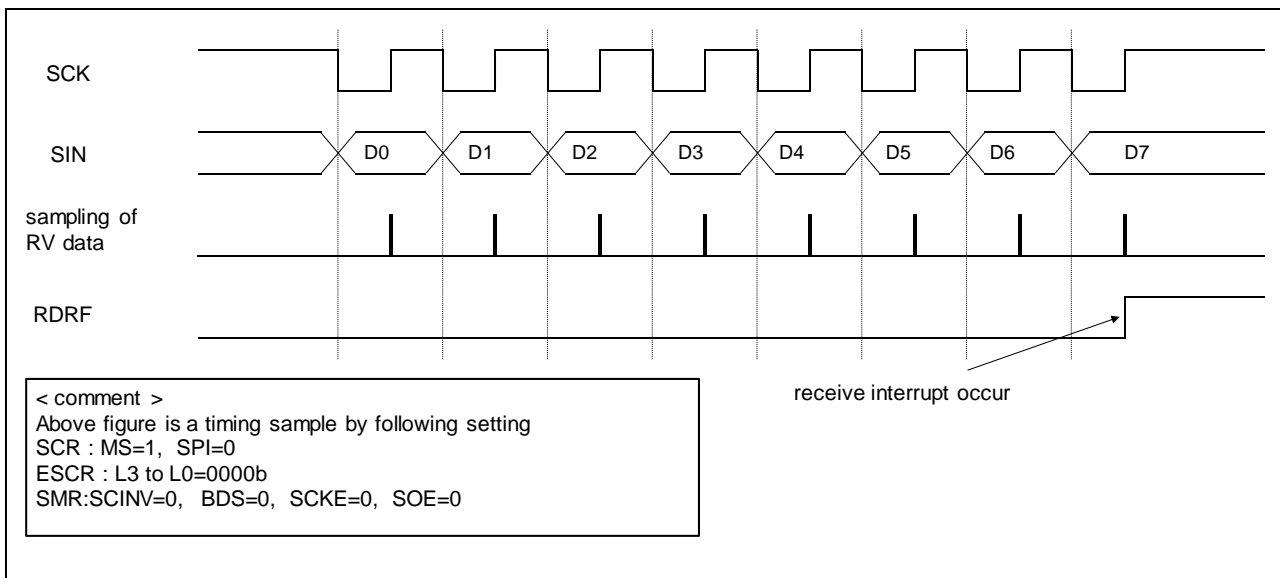 SCK
SIN
D0 D1 D2 D3 D4 D5 D6 D7
sampling of
RV data
RDRF
receive interrupt occur
< comment >
Above figure is a timing sample by following setting
SCR : MS=1, SPI=0
ESCR : L3 to L0=0000b
SMR:SCINV=0, BDS=0, SCKE=0, SOE=0